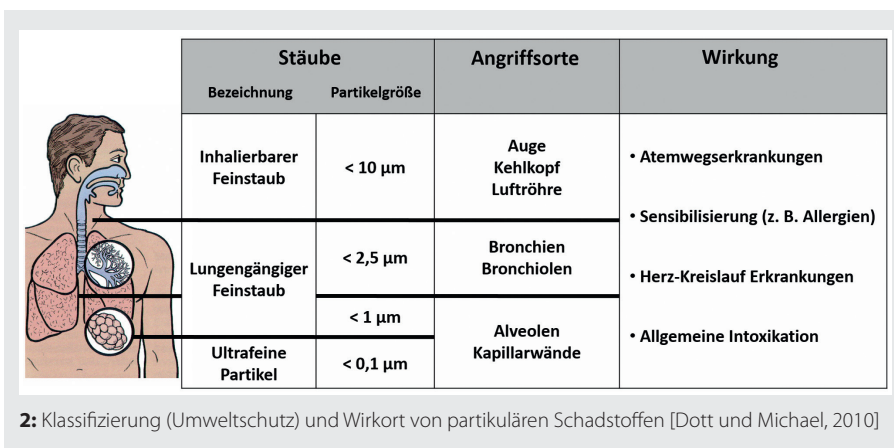 Stäube
Angriffsorte
Wirkung
Bezeichnung
Partikelgröße
Inhalierbarer
Feinstaub
< 10 µm
Auge
Kehlkopf
Luftröhre
• Atemwegserkrankungen
• Sensibilisierung (z. B. Allergien)
Lungengängiger
Feinstaub
< 2,5 µm
Bronchien
Bronchiolen
• Herz-Kreislauf Erkrankungen
< 1 µm
Alveolen
Kapillarwände
• Allgemeine Intoxikation
Ultrafeine
Partikel
< 0,1 µm
2: Klassifizierung (Umweltschutz) und Wirkort von partikulären Schadstoffen [Dott und Michael, 2010]